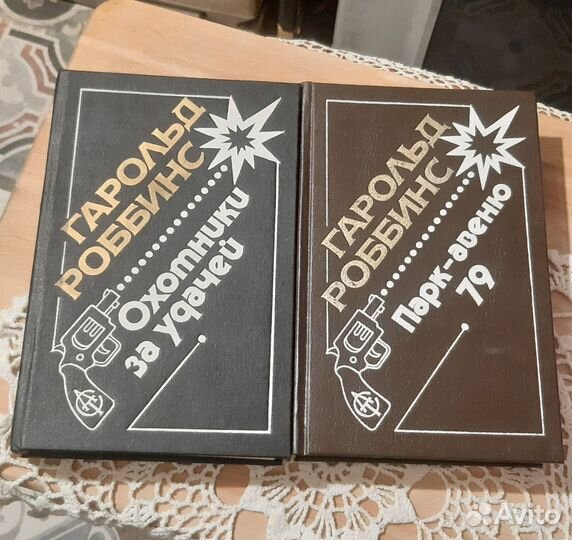 ГАРОЛЬД
РОББИНС
Охотники
за удачей
ГАРОЛЬД
РОББИНС
Парк-авеню
79
Avito